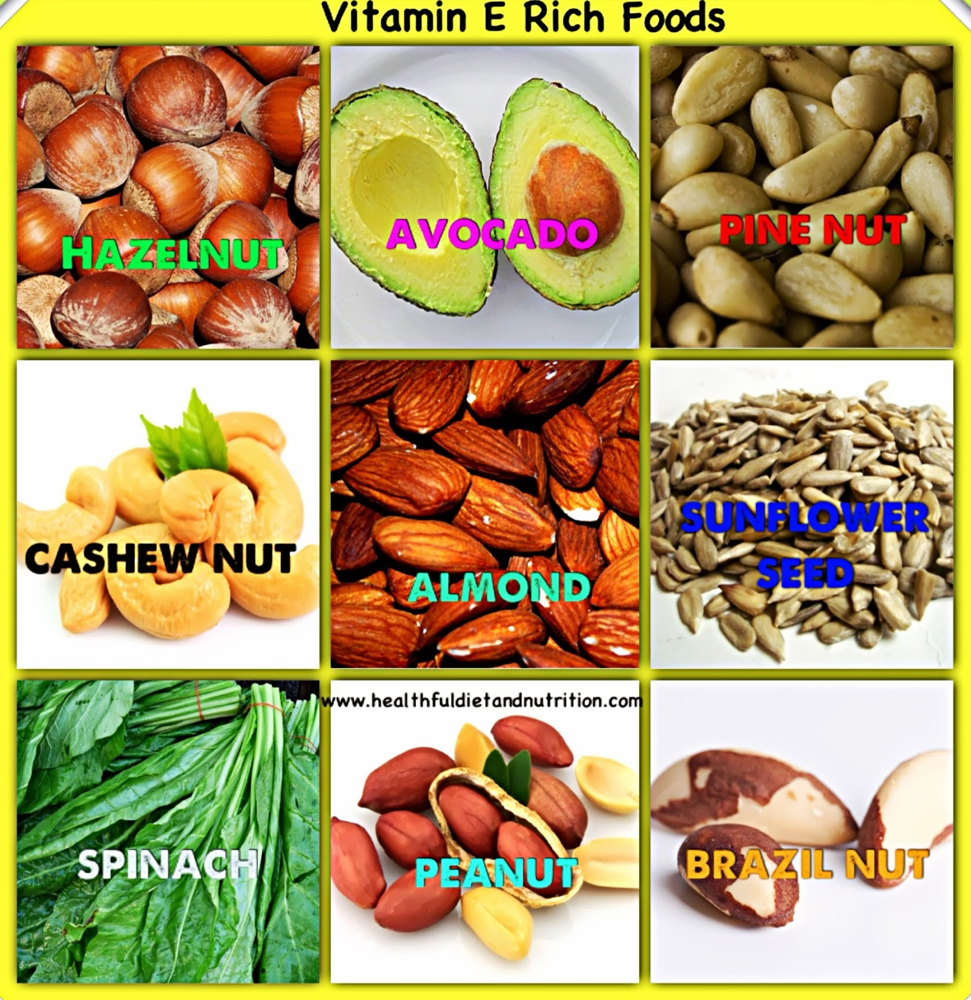 Vitamin E Rich Foods
HAZELNUT
AVOCADO
PINE NUT
CASHEW NUT
ALMOND
SUNFLOWER
SEED
SPINACH
www.healthfuldietandnutrition.com
PEANUT
BRAZIL NUT